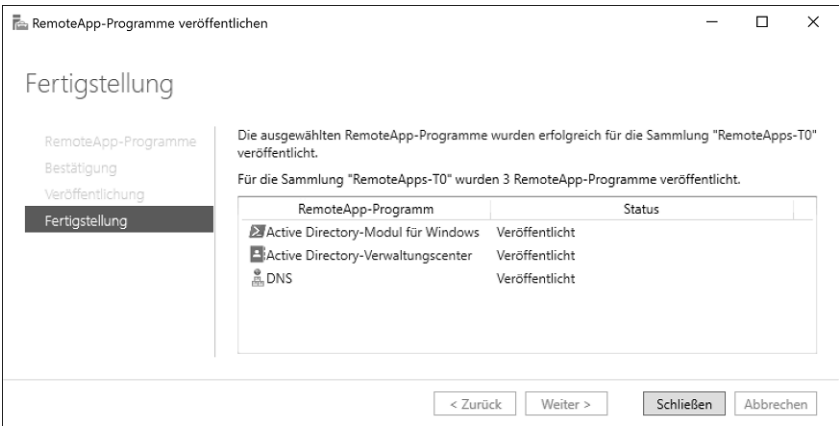 RemoteApp-Programme veröffentlichen
Fertigstellung
RemoteApp-Programme
Bestätigung
Veröffentlichung
Fertigstellung
Die ausgewählten RemoteApp-Programme wurden erfolgreich für die Sammlung "RemoteApps-T0"
veröffentlicht.
Für die Sammlung "RemoteApps-T0" wurden 3 RemoteApp-Programme veröffentlicht.
RemoteApp-Programm Status
Active Directory-Modul für Windows Veröffentlicht
Active Directory-Verwaltungscenter Veröffentlicht
DNS Veröffentlicht
< Zurück Weiter > Schließen Abbrechen